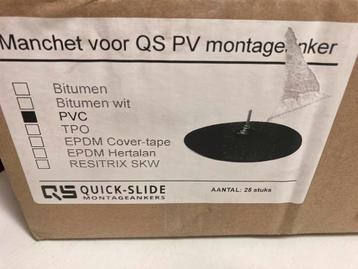 Manchet voor QS PV montageanker
Bitumen
Bitumen wit
PVC
TPO
EPDM Cover-tape
EPDM Hertalan
RESITRIX SKW
QS QUICK-SLIDE
MONTAGEANKERS
AANTAL: 25 stuks